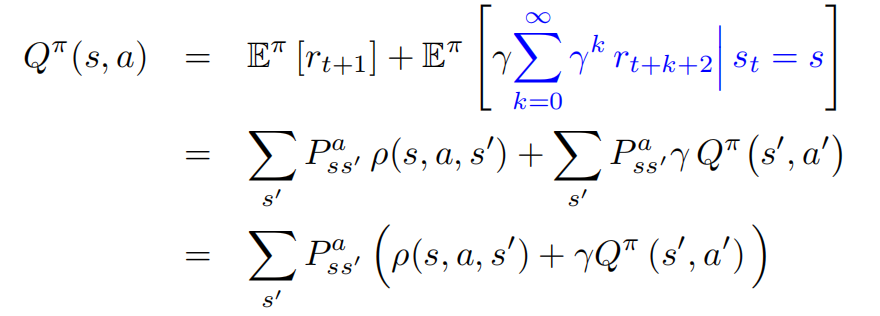 Q^π(s, a) = 𝔼^π [r_{t+1}] + 𝔼^π [γ ∑_{k=0}^{∞} γ^k r_{t+k+2} | s_t = s]
= ∑_{s′} P^a_{ss′} ρ(s, a, s′) + ∑_{s′} P^a_{ss′} γ Q^π (s′, a′)
= ∑_{s′} P^a_{ss′} (ρ(s, a, s′) + γQ^π (s′, a′))